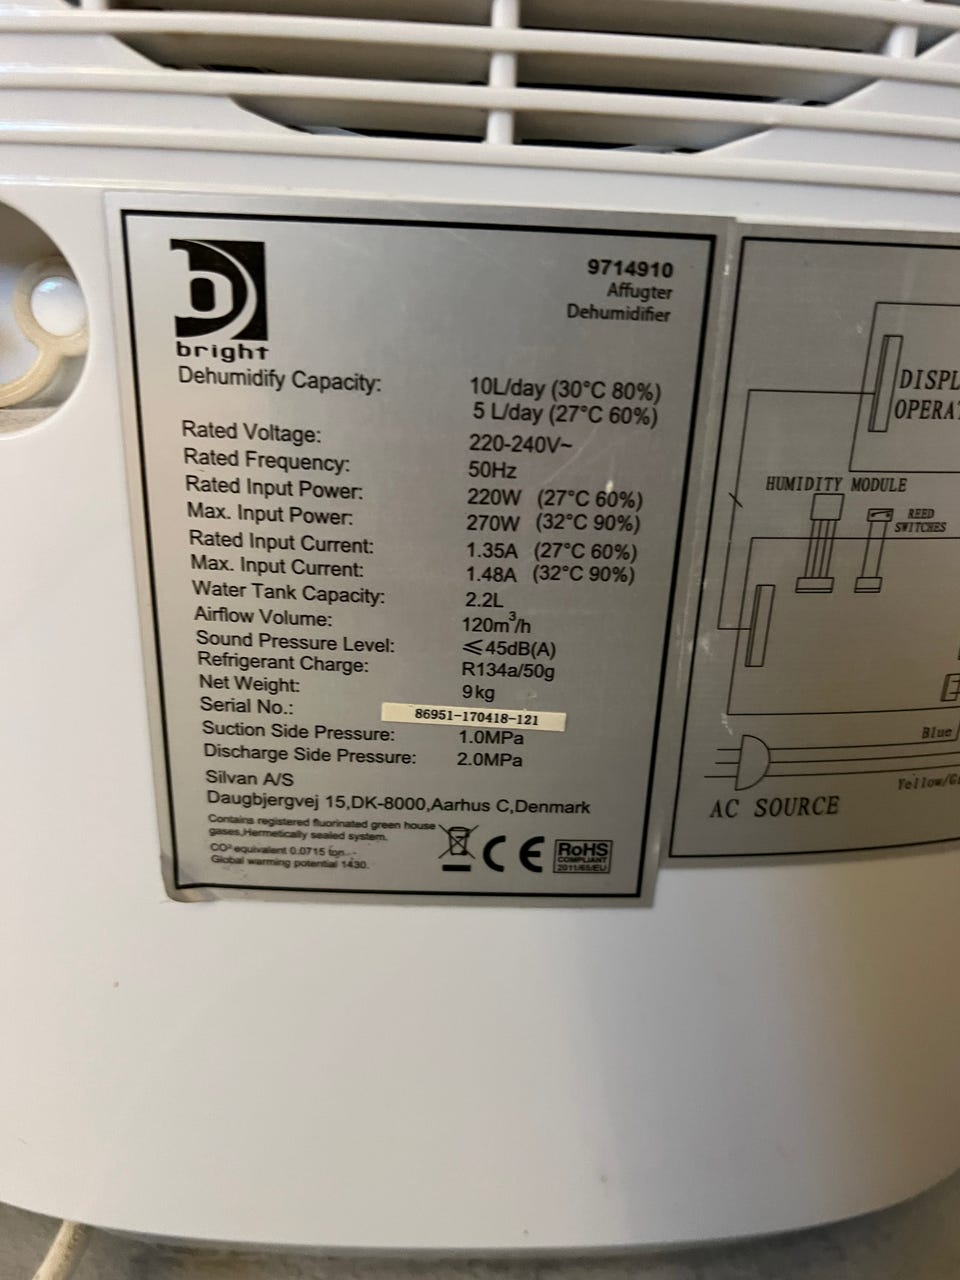 b
bright
9714910
Affugter
Dehumidifier
Dehumidify Capacity: 10L/day (30°C 80%)
5 L/day (27°C 60%)
Rated Voltage: 220-240V~
Rated Frequency: 50Hz
Rated Input Power: 220W (27°C 60%)
Max. Input Power: 270W (32°C 90%)
Rated Input Current: 1.35A (27°C 60%)
Max. Input Current: 1.48A (32°C 90%)
Water Tank Capacity: 2.2L
Airflow Volume: 120m³/h
Sound Pressure Level: ≤45dB(A)
Refrigerant Charge: R134a/50g
Net Weight: 9kg
Serial No.: 86951-170418-121
Suction Side Pressure: 1.0MPa
Discharge Side Pressure: 2.0MPa
Silvan A/S
Daugbjergvej 15,DK-8000,Aarhus C,Denmark
Contains registered fluorinated green house
gases,Hermetically sealed system.
CO² equivalent 0.0715 ton.
Global warming potential 1430.
CE
RoHS
COMPLIANT
2011/65/EU
DISPL
OPERAT
HUMIDITY MODULE
REED
SWITCHES
Blue
Yellow/G
AC SOURCE